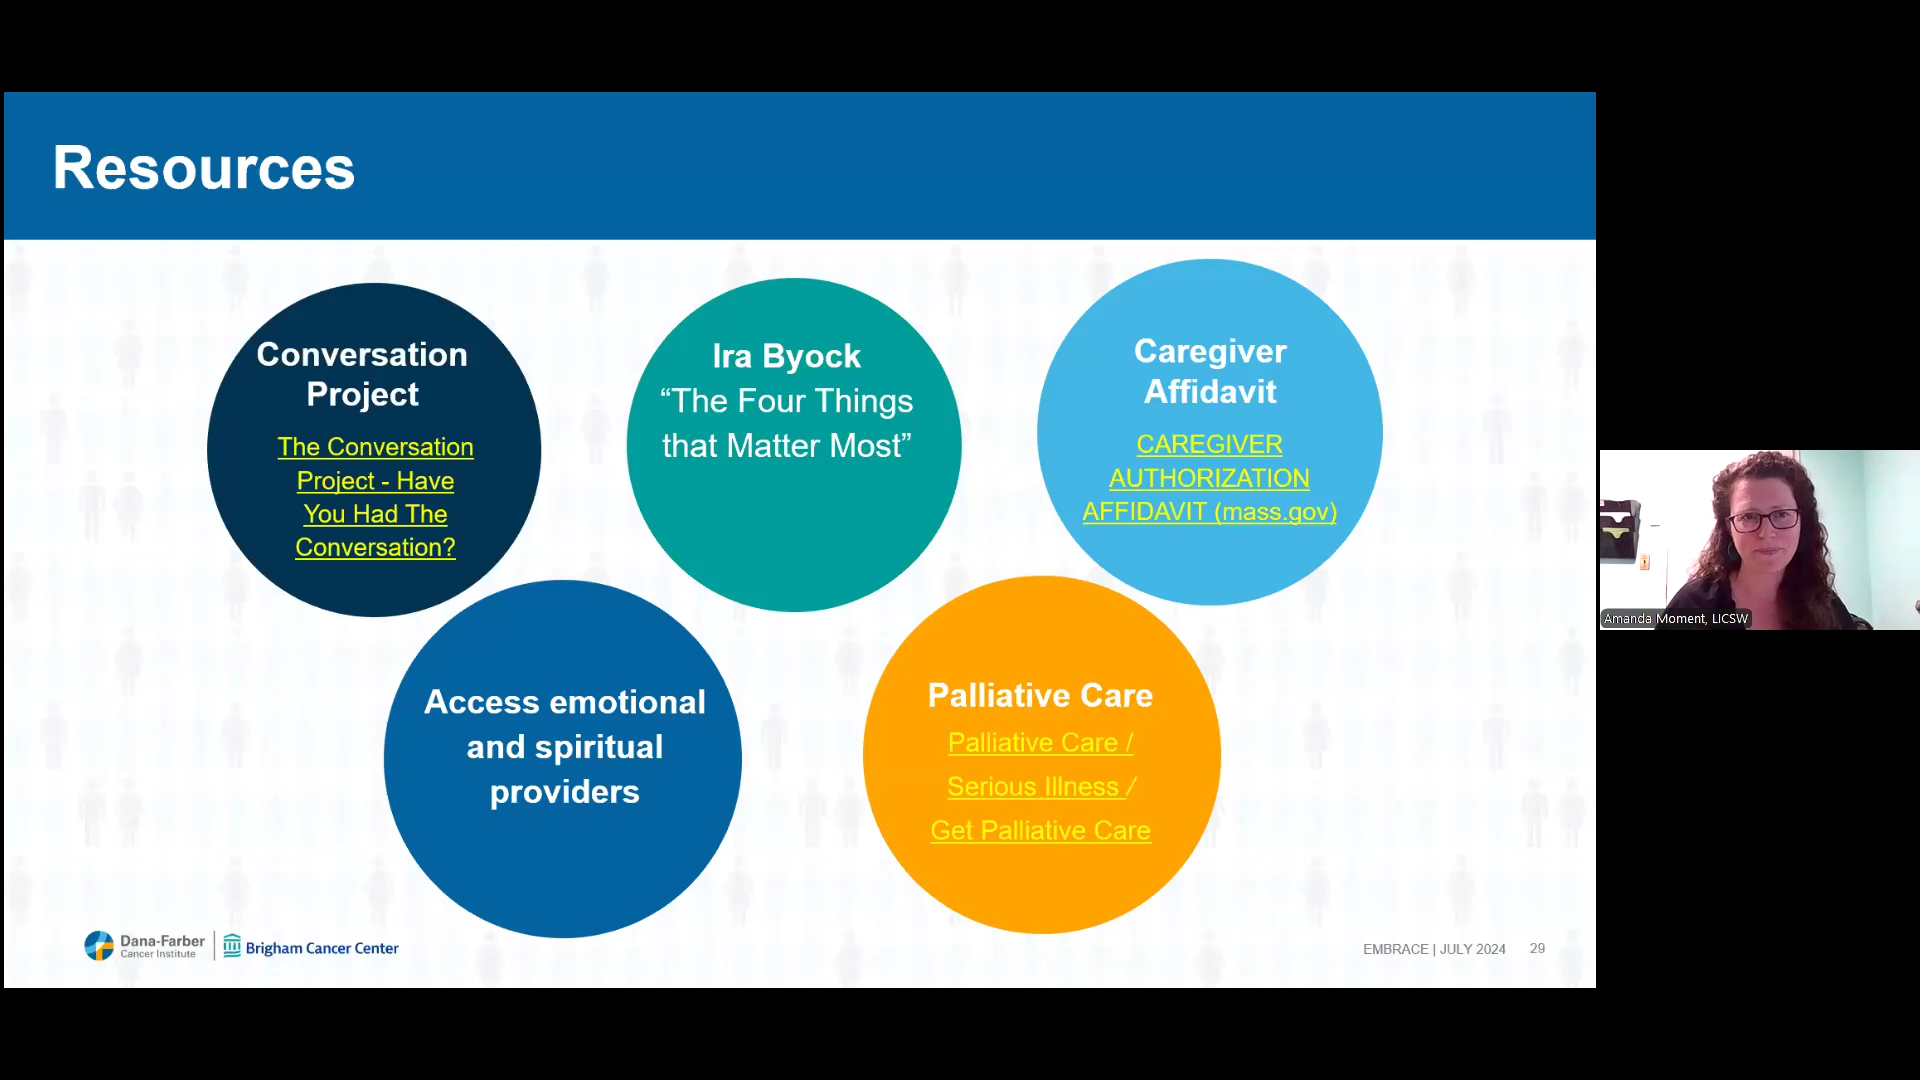 Resources
Conversation
Project
The Conversation
Project - Have
You Had The
Conversation?
Ira Byock
“The Four Things
that Matter Most”
Caregiver
Affidavit
CAREGIVER
AUTHORIZATION
AFFIDAVIT (mass.gov)
Access emotional
and spiritual
providers
Palliative Care
Palliative Care /
Serious Illness /
Get Palliative Care
Dana-Farber
Cancer Institute
Brigham Cancer Center
EMBRACE | JULY 2024 29
Amanda Moment, LICSW